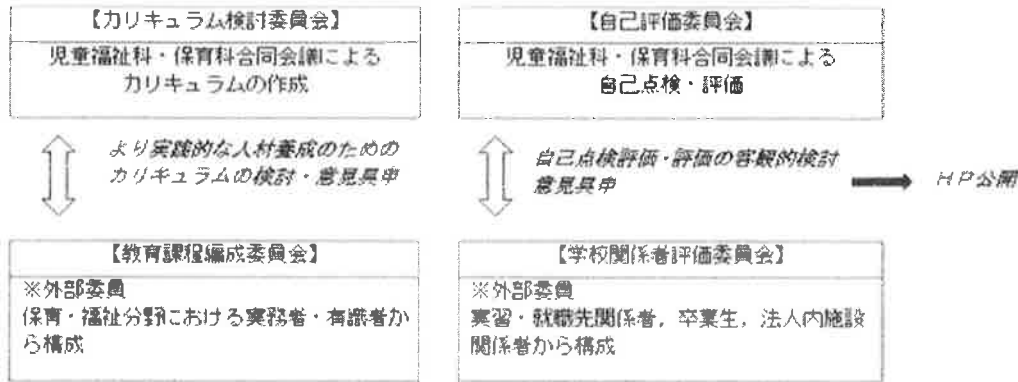 【カリキュラム検討委員会】
児童福祉科・保育科合同会議による
カリキュラムの作成
より実践的な人材養成のための
カリキュラムの検討・意見具申
【教育課程編成委員会】
※外部委員
保育・福祉分野における実務者・有識者か
ら構成
【自己評価委員会】
児童福祉科・保育科合同会議による
自己点検・評価
自己点検評価・評価の客観的検討
意見具申
HP公開
【学校関係者評価委員会】
※外部委員
実習・就職先関係者，卒業生，法人内施設
関係者から構成